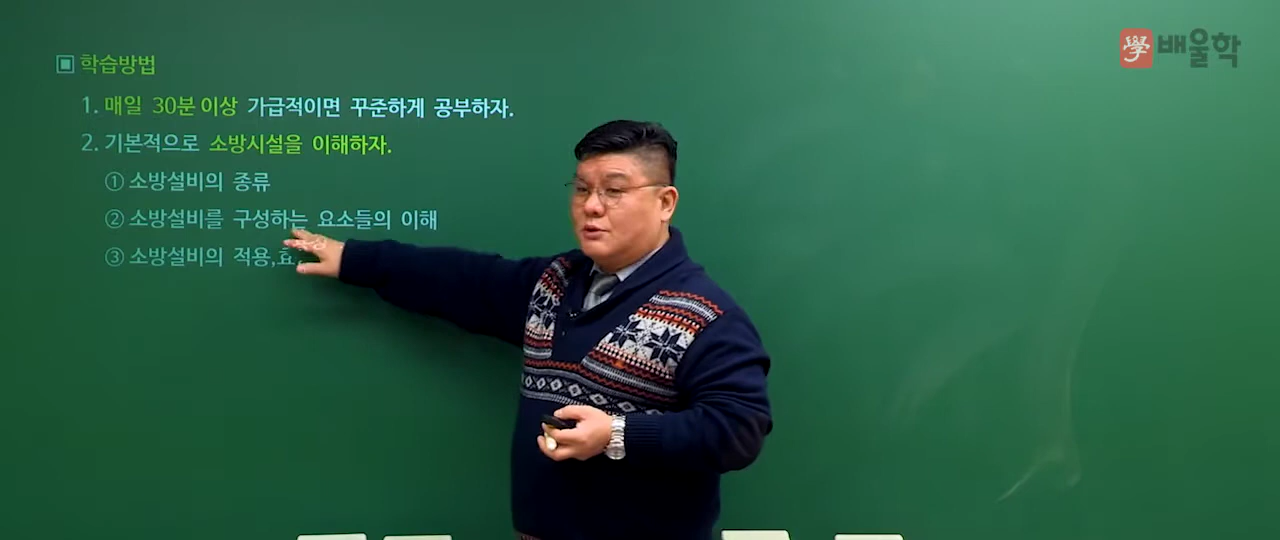 學 배울학
▣ 학습방법
1. 매일 30분 이상 가급적이면 꾸준하게 공부하자.
2. 기본적으로 소방시설을 이해하자.
① 소방설비의 종류
② 소방설비를 구성하는 요소들의 이해
③ 소방설비의 적용,